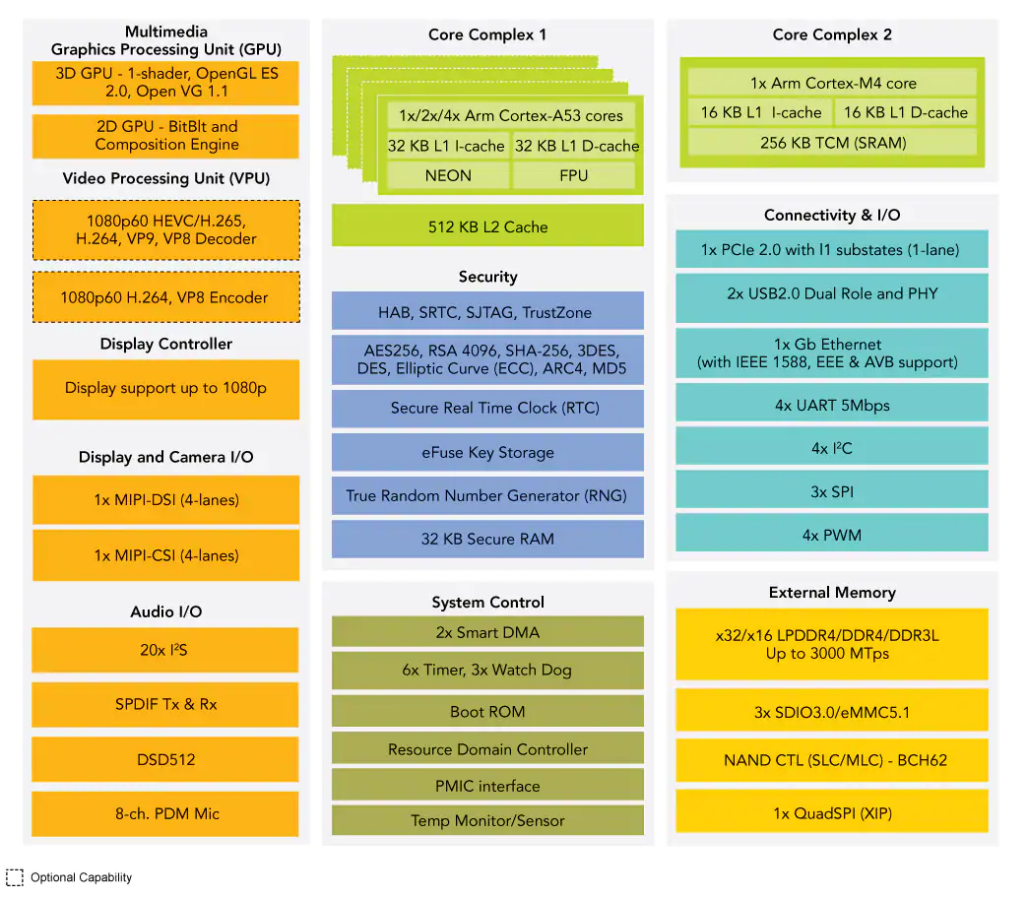 Multimedia
Graphics Processing Unit (GPU)
3D GPU - 1-shader, OpenGL ES
2.0, Open VG 1.1
2D GPU - BitBlt and
Composition Engine
Video Processing Unit (VPU)
1080p60 HEVC/H.265,
H.264, VP9, VP8 Decoder
1080p60 H.264, VP8 Encoder
Display Controller
Display support up to 1080p
Display and Camera I/O
1x MIPI-DSI (4-lanes)
1x MIPI-CSI (4-lanes)
Audio I/O
20x I²S
SPDIF Tx & Rx
DSD512
8-ch. PDM Mic
Core Complex 1
1x/2x/4x Arm Cortex-A53 cores
32 KB L1 I-cache
32 KB L1 D-cache
NEON
FPU
512 KB L2 Cache
Security
HAB, SRTC, SJTAG, TrustZone
AES256, RSA 4096, SHA-256, 3DES,
DES, Elliptic Curve (ECC), ARC4, MD5
Secure Real Time Clock (RTC)
eFuse Key Storage
True Random Number Generator (RNG)
32 KB Secure RAM
System Control
2x Smart DMA
6x Timer, 3x Watch Dog
Boot ROM
Resource Domain Controller
PMIC interface
Temp Monitor/Sensor
Core Complex 2
1x Arm Cortex-M4 core
16 KB L1 I-cache
16 KB L1 D-cache
256 KB TCM (SRAM)
Connectivity & I/O
1x PCIe 2.0 with l1 substates (1-lane)
2x USB2.0 Dual Role and PHY
1x Gb Ethernet
(with IEEE 1588, EEE & AVB support)
4x UART 5Mbps
4x I²C
3x SPI
4x PWM
External Memory
x32/x16 LPDDR4/DDR4/DDR3L
Up to 3000 MTps
3x SDIO3.0/eMMC5.1
NAND CTL (SLC/MLC) - BCH62
1x QuadSPI (XIP)
Optional Capability